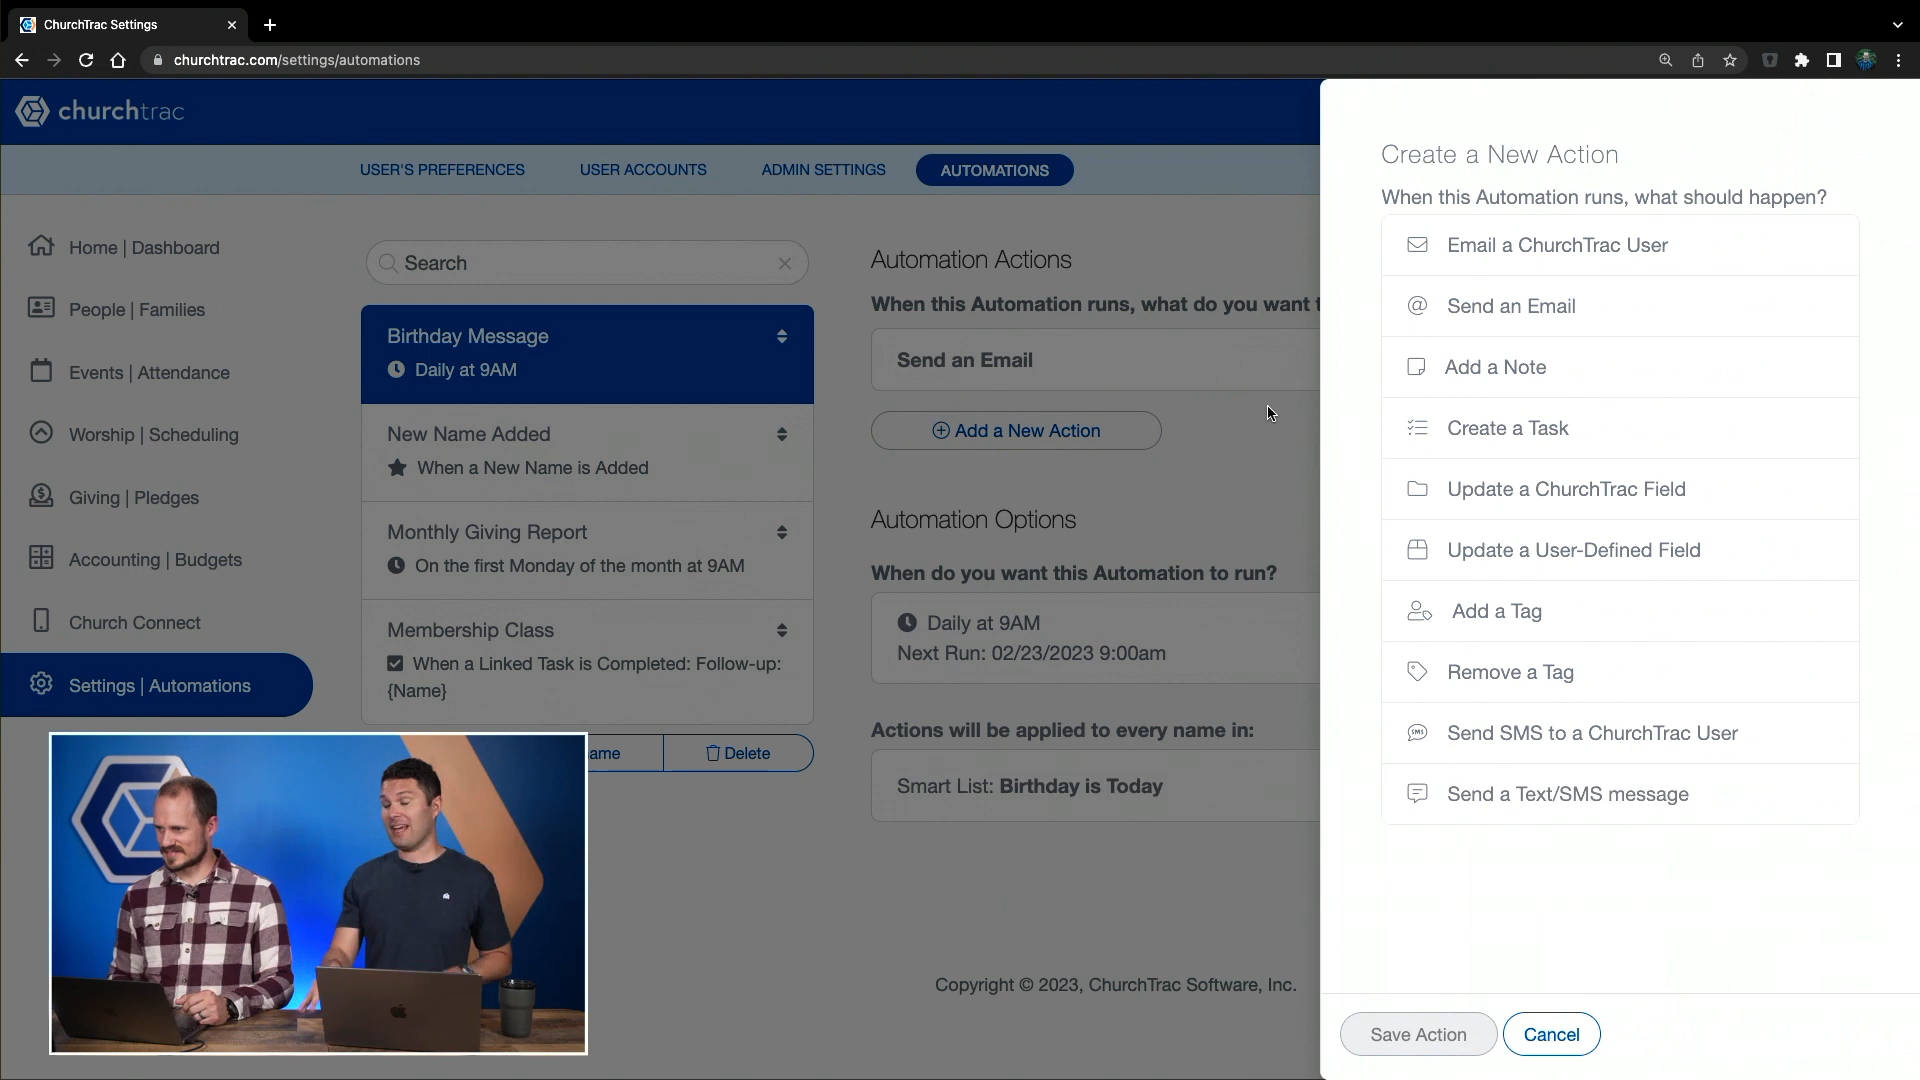 ChurchTrac Settings
churchtrac.com/settings/automations
churchtrac
USER'S PREFERENCES
USER ACCOUNTS
ADMIN SETTINGS
AUTOMATIONS
Home | Dashboard
People | Families
Events | Attendance
Worship | Scheduling
Giving | Pledges
Accounting | Budgets
Church Connect
Settings | Automations
Search
Birthday Message
Daily at 9AM
New Name Added
When a New Name is Added
Monthly Giving Report
On the first Monday of the month at 9AM
Membership Class
When a Linked Task is Completed: Follow-up:
{Name}
Delete
Automation Actions
When this Automation runs, what do you want
Send an Email
Add a New Action
Automation Options
When do you want this Automation to run?
Daily at 9AM
Next Run: 02/23/2023 9:00am
Actions will be applied to every name in:
Smart List: Birthday is Today
Copyright © 2023, ChurchTrac Software, Inc.
Create a New Action
When this Automation runs, what should happen?
Email a ChurchTrac User
Send an Email
Add a Note
Create a Task
Update a ChurchTrac Field
Update a User-Defined Field
Add a Tag
Remove a Tag
SMS Send SMS to a ChurchTrac User
Send a Text/SMS message
Save Action
Cancel